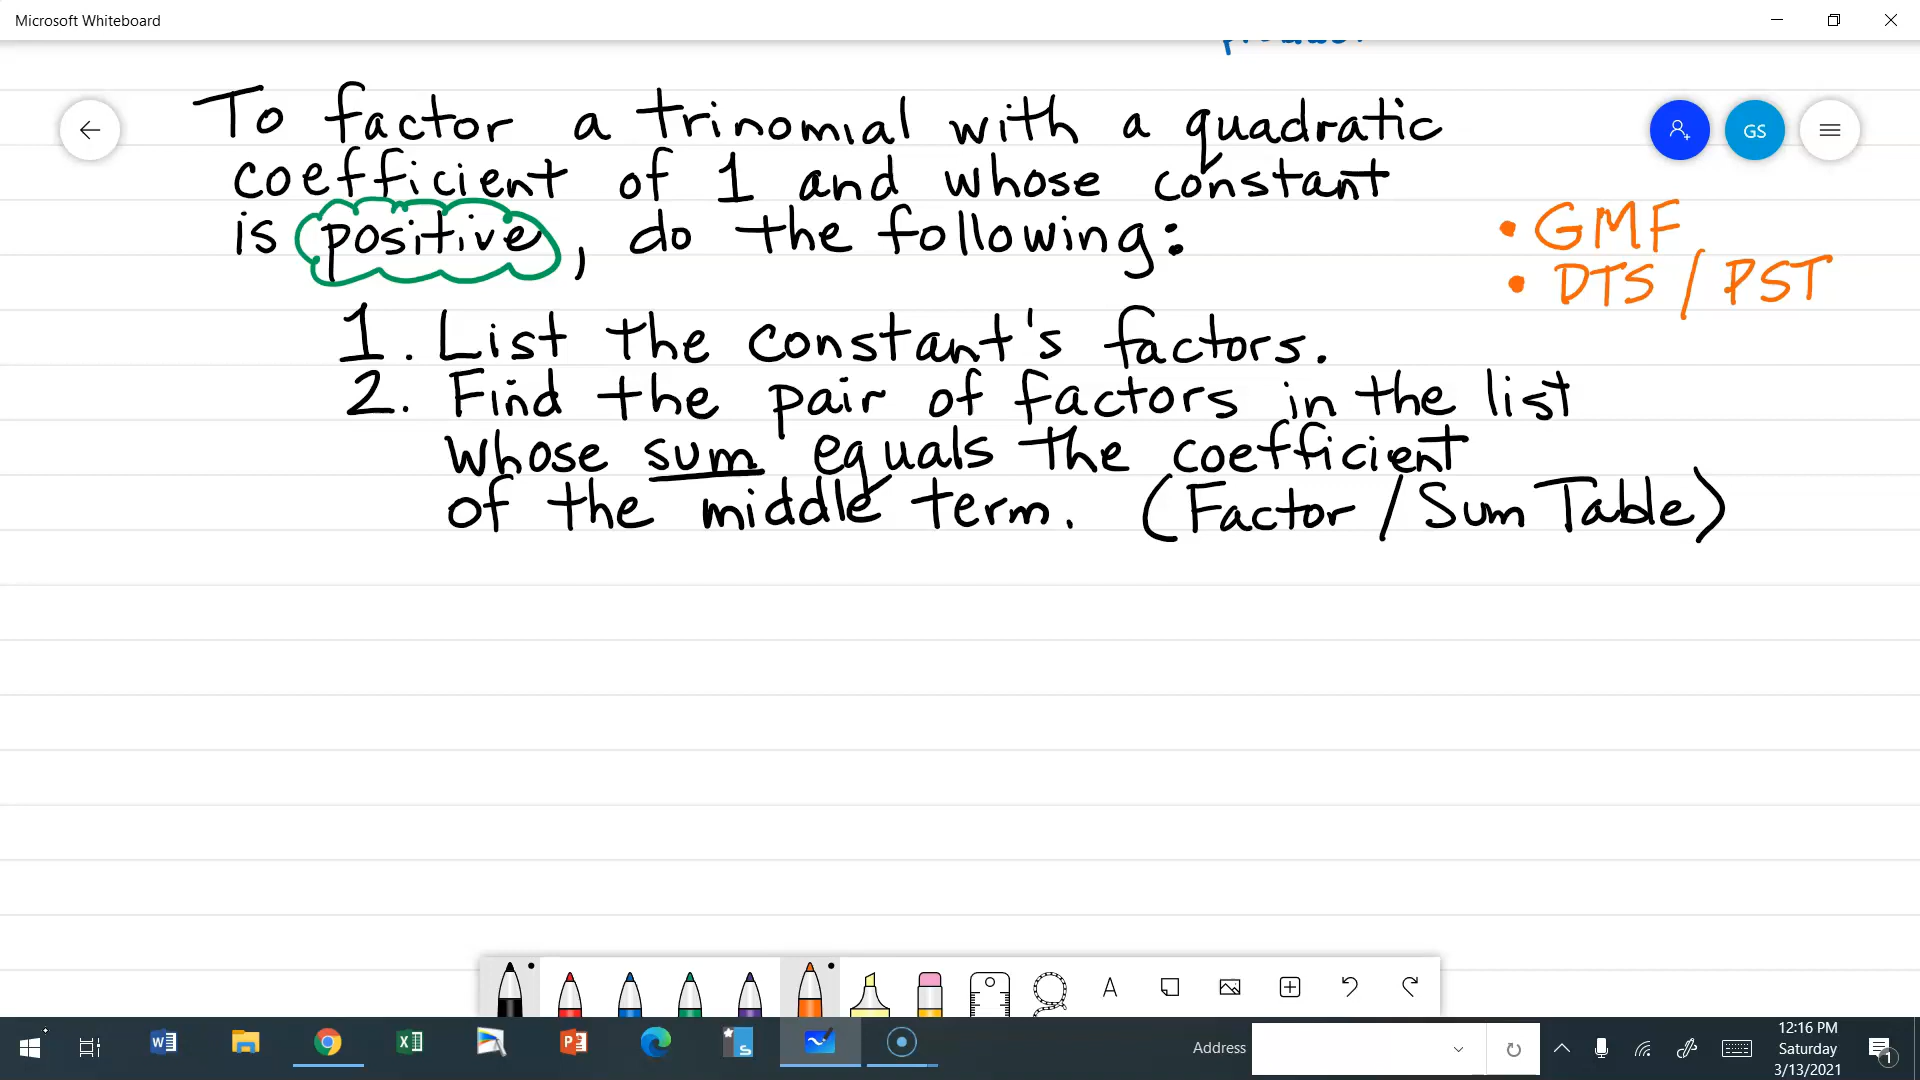 Microsoft Whiteboard
To factor a trinomial with a quadratic
coefficient of 1 and whose constant
is positive, do the following:
GS
• GMF
• DTS / PST
1. List the constant's factors.
2. Find the pair of factors in the list
whose sum equals the coefficient
of the middle term. (Factor / Sum Table)
Address
12:16 PM
Saturday
3/13/2021
1